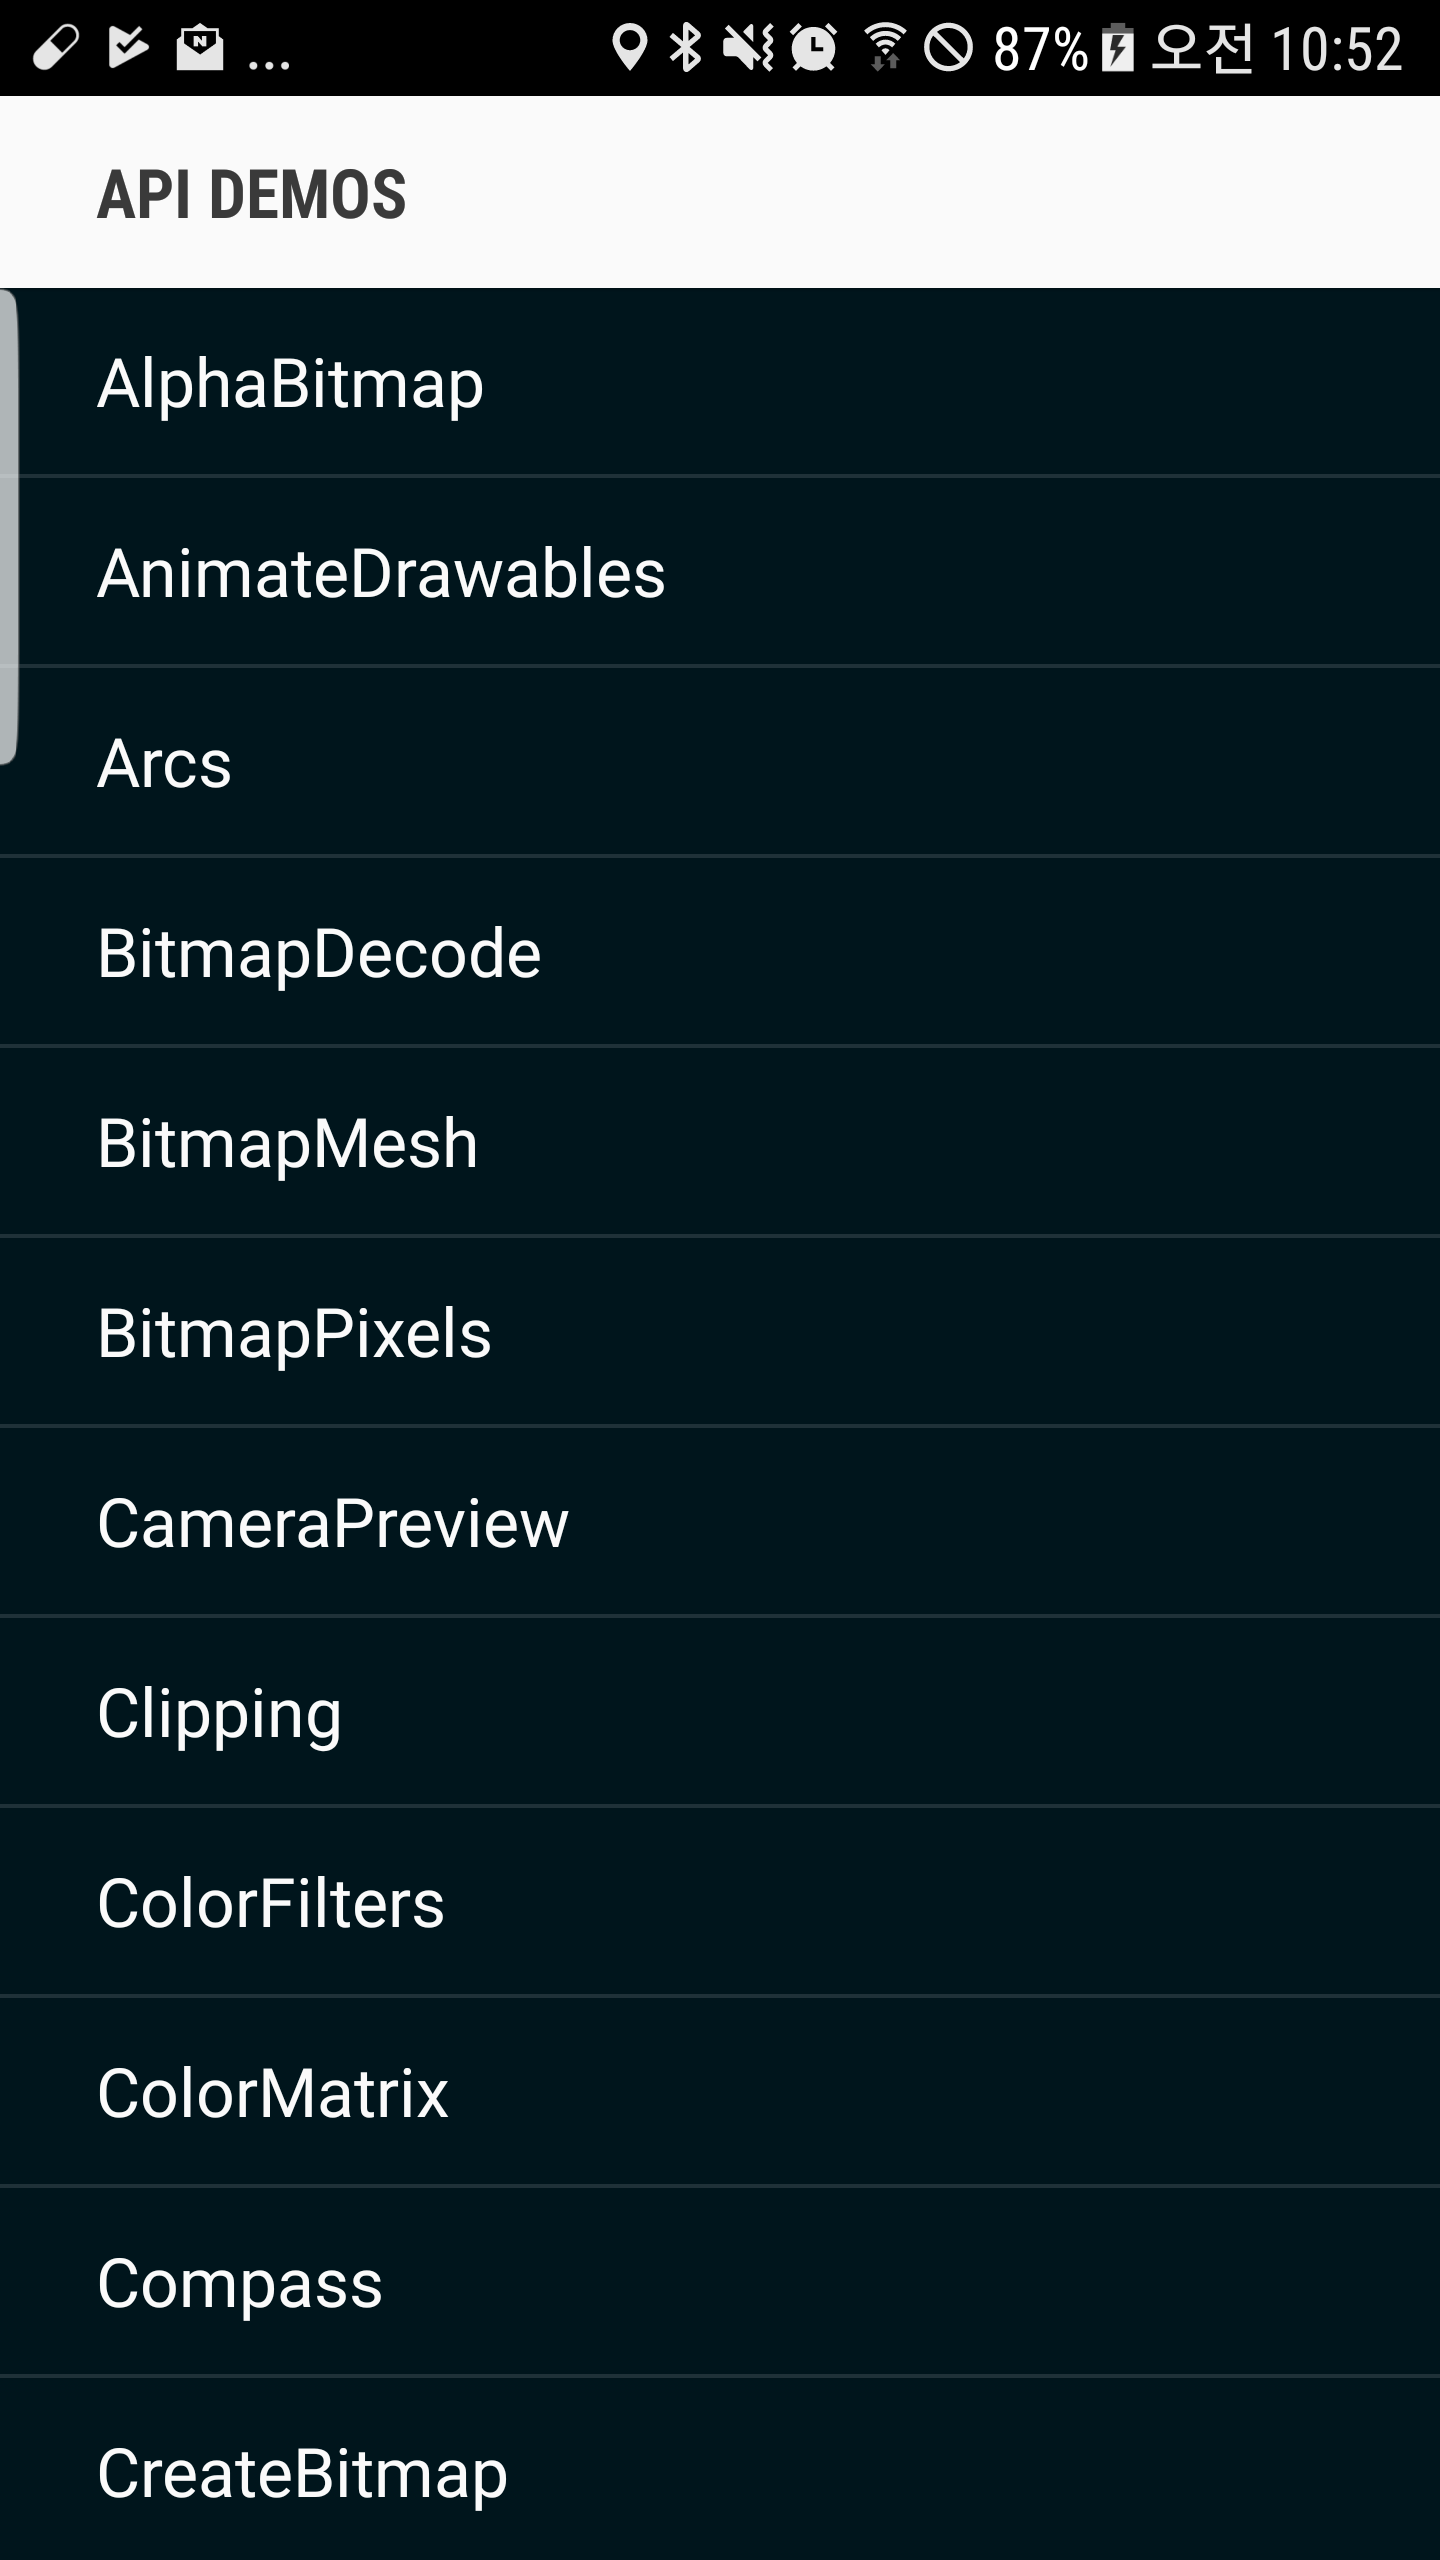 ... 87% 오전 10:52
API DEMOS
AlphaBitmap
AnimateDrawables
Arcs
BitmapDecode
BitmapMesh
BitmapPixels
CameraPreview
Clipping
ColorFilters
ColorMatrix
Compass
CreateBitmap